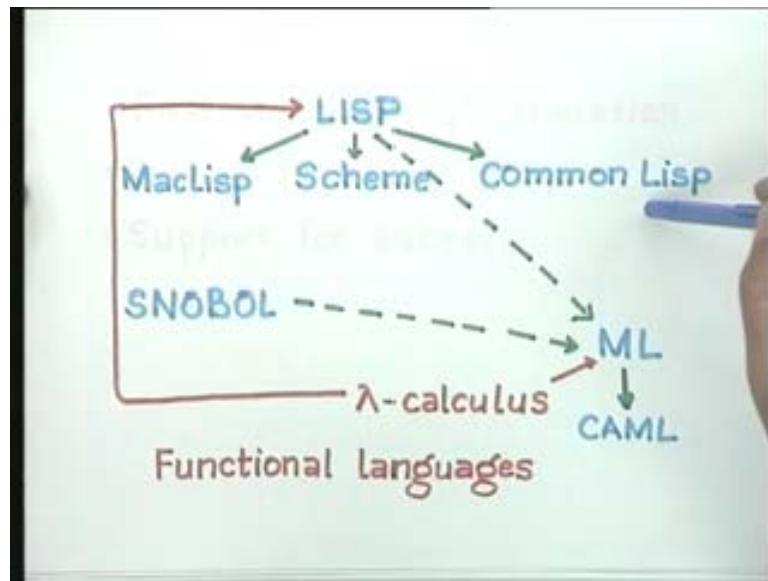 LISP
MacLisp Scheme Common Lisp
SNOBOL
ML
λ-calculus
CAML
Functional languages